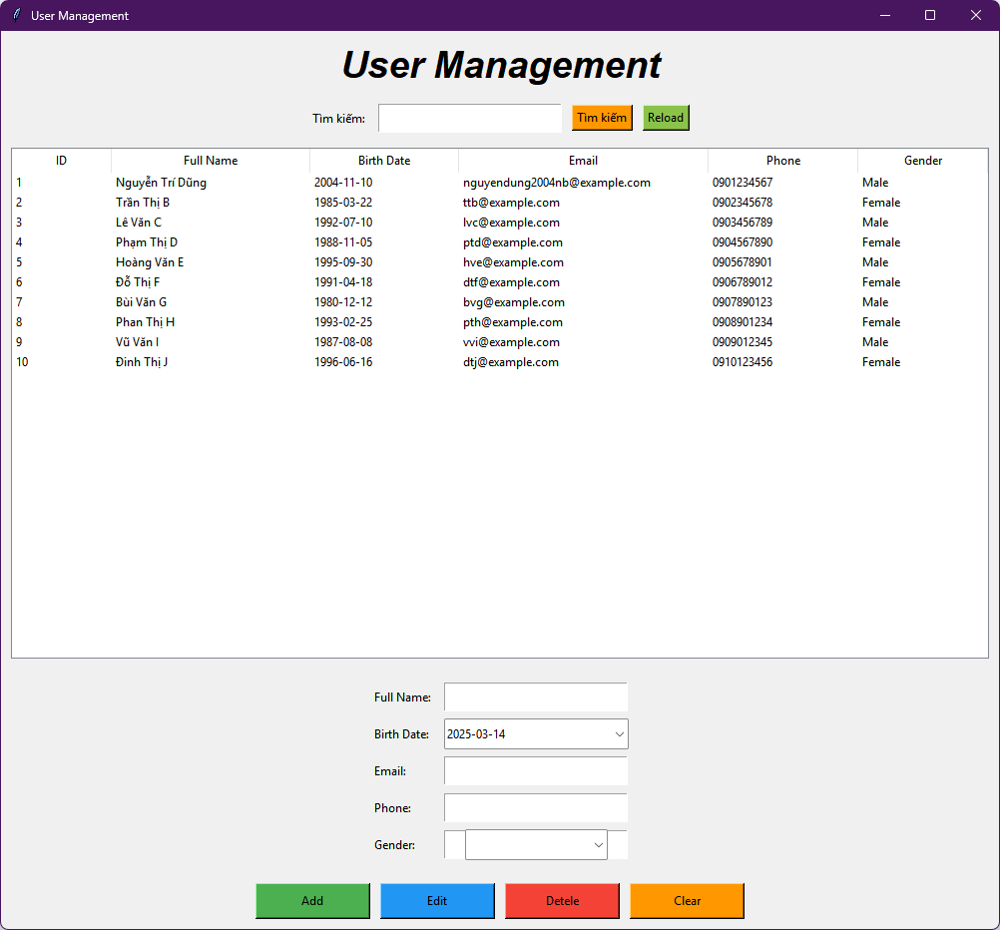 User Management
User Management
Tìm kiếm: Tìm kiếm Reload
ID Full Name Birth Date Email Phone Gender
1 Nguyễn Trí Dũng 2004-11-10 nguyendung2004nb@example.com 0901234567 Male
2 Trần Thị B 1985-03-22 ttb@example.com 0902345678 Female
3 Lê Văn C 1992-07-10 lvc@example.com 0903456789 Male
4 Phạm Thị D 1988-11-05 ptd@example.com 0904567890 Female
5 Hoàng Văn E 1995-09-30 hve@example.com 0905678901 Male
6 Đỗ Thị F 1991-04-18 dtf@example.com 0906789012 Female
7 Bùi Văn G 1980-12-12 bvg@example.com 0907890123 Male
8 Phan Thị H 1993-02-25 pth@example.com 0908901234 Female
9 Vũ Văn I 1987-08-08 vvi@example.com 0909012345 Male
10 Đinh Thị J 1996-06-16 dtj@example.com 0910123456 Female
Full Name:
Birth Date: 2025-03-14
Email:
Phone:
Gender:
Add Edit Detele Clear